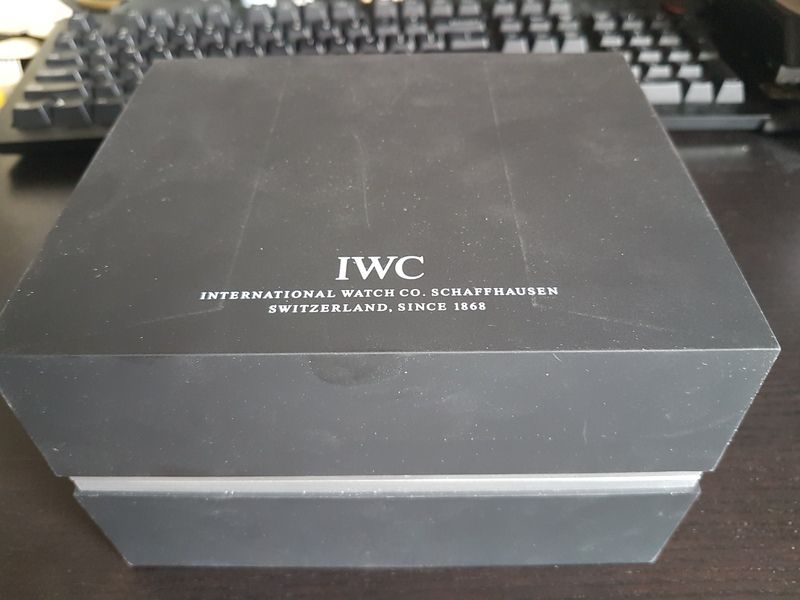 IWC
INTERNATIONAL WATCH CO. SCHAFFHAUSEN
SWITZERLAND, SINCE 1868